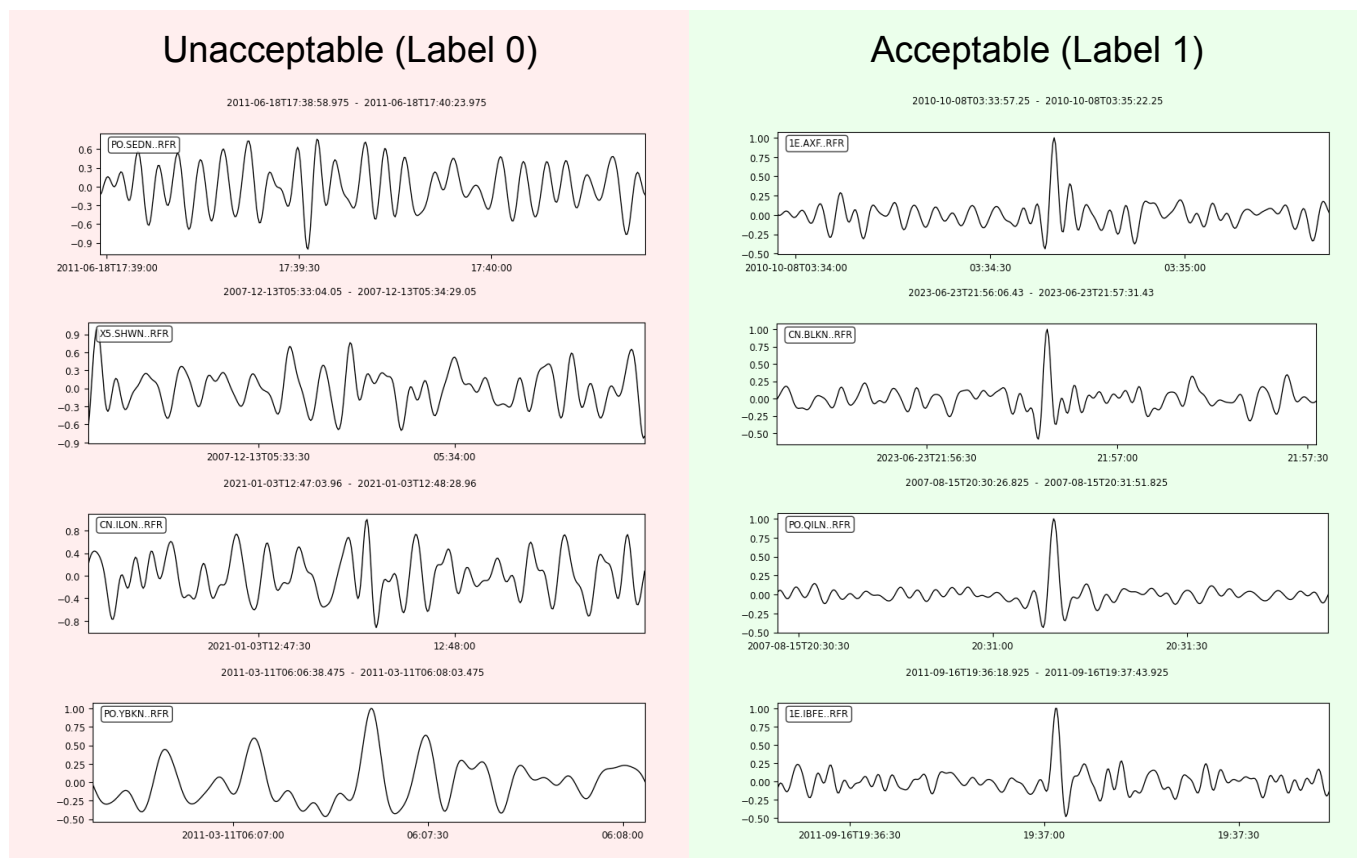 Unacceptable (Label 0)
2011-06-18T17:38:58.975 - 2011-06-18T17:40:23.975
PO.SEDN..RFR
0.6
0.3
0.0
−0.3
−0.6
−0.9
2011-06-18T17:39:00 17:39:30 17:40:00
2007-12-13T05:33:04.05 - 2007-12-13T05:34:29.05
X5.SHWN..RFR
0.9
0.6
0.3
0.0
−0.3
−0.6
−0.9
2007-12-13T05:33:30 05:34:00
2021-01-03T12:47:03.96 - 2021-01-03T12:48:28.96
CN.ILON..RFR
0.8
0.4
0.0
−0.4
−0.8
2021-01-03T12:47:30 12:48:00
2011-03-11T06:06:38.475 - 2011-03-11T06:08:03.475
PO.YBKN..RFR
1.00
0.75
0.50
0.25
0.00
−0.25
−0.50
2011-03-11T06:07:00 06:07:30 06:08:00
Acceptable (Label 1)
2010-10-08T03:33:57.25 - 2010-10-08T03:35:22.25
1E.AXF..RFR
1.00
0.75
0.50
0.25
0.00
−0.25
−0.50
2010-10-08T03:34:00 03:34:30 03:35:00
2023-06-23T21:56:06.43 - 2023-06-23T21:57:31.43
CN.BLKN..RFR
1.00
0.75
0.50
0.25
0.00
−0.25
−0.50
2023-06-23T21:56:30 21:57:00 21:57:30
2007-08-15T20:30:26.825 - 2007-08-15T20:31:51.825
PO.QILN..RFR
1.00
0.75
0.50
0.25
0.00
−0.25
−0.50
2007-08-15T20:30:30 20:31:00 20:31:30
2011-09-16T19:36:18.925 - 2011-09-16T19:37:43.925
1E.IBFE..RFR
1.00
0.75
0.50
0.25
0.00
−0.25
−0.50
2011-09-16T19:36:30 19:37:00 19:37:30